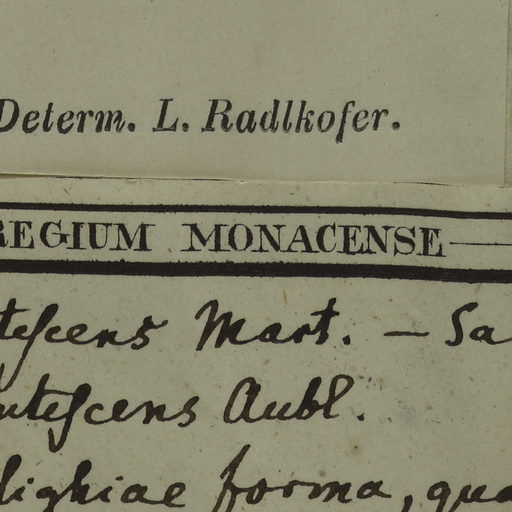 Determ. L. Radlkofer.
REGIUM MONACENSE
tescens Mart. — Sa
utescens Aubl.
lighiae forma, qua